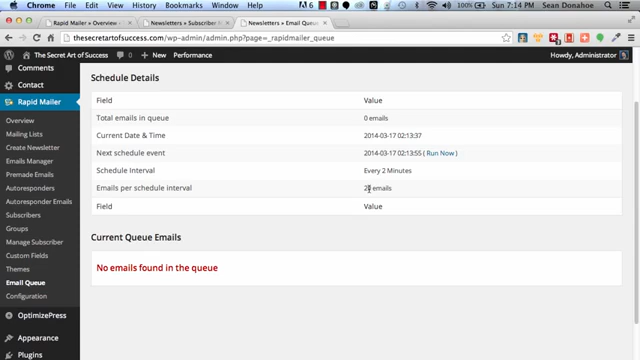 Chrome File Edit View History Bookmarks Window Help
6 100% Sun 7:14 PM Sean Donahoe
Rapid Mailer » Overview ‹ Newsletters » Subscriber Newsletters » Email Queue ‹
thesecretartofsuccess.com/wp-admin/admin.php?page=_rapidmailer_queue
The Secret Art of Success 0 New Performance Howdy, Administrator
Comments
Contact
Rapid Mailer
Overview
Mailing Lists
Create Newsletter
Emails Manager
Premade Emails
Autoresponders
Autoresponder Emails
Subscribers
Groups
Manage Subscriber
Custom Fields
Themes
Email Queue
Configuration
OptimizePress
Appearance
Plugins
Schedule Details
Field Value
Total emails in queue 0 emails
Current Date & Time 2014-03-17 02:13:37
Next schedule event 2014-03-17 02:13:55 ( Run Now )
Schedule Interval Every 2 Minutes
Emails per schedule interval emails
Field Value
Current Queue Emails
No emails found in the queue